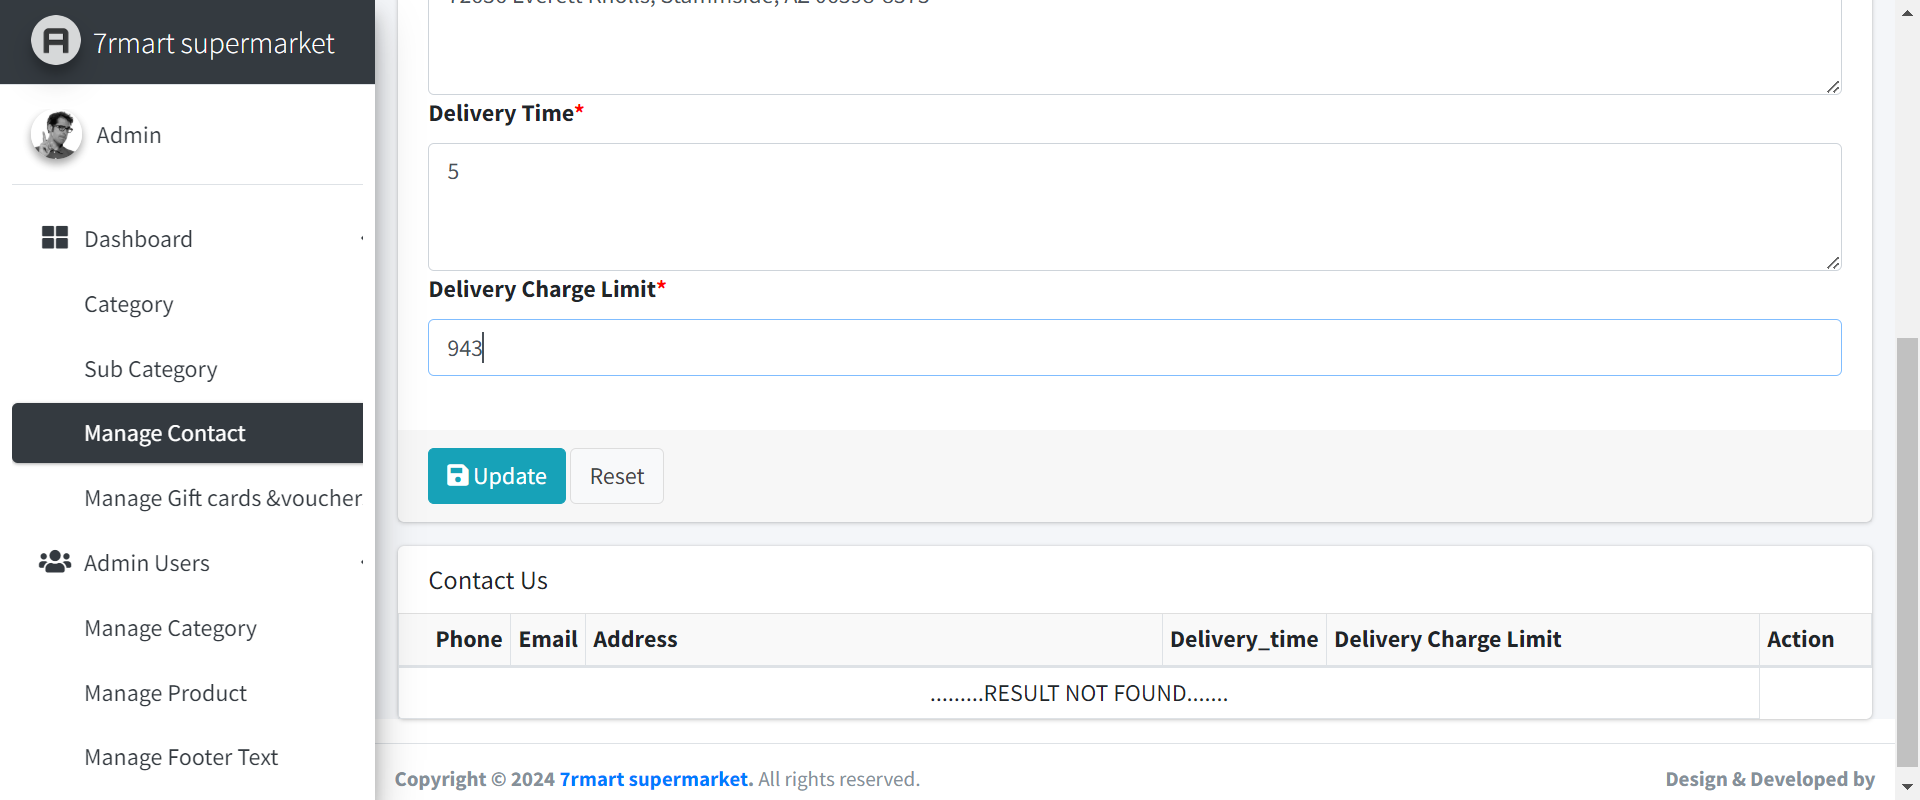 7rmart supermarket
Admin
Dashboard
Category
Sub Category
Manage Contact
Manage Gift cards &voucher
Admin Users
Manage Category
Manage Product
Manage Footer Text
Delivery Time*
5
Delivery Charge Limit*
943
Update Reset
Contact Us
Phone Email Address Delivery_time Delivery Charge Limit Action
.........RESULT NOT FOUND.......
Copyright © 2024 7rmart supermarket. All rights reserved. Design & Developed by